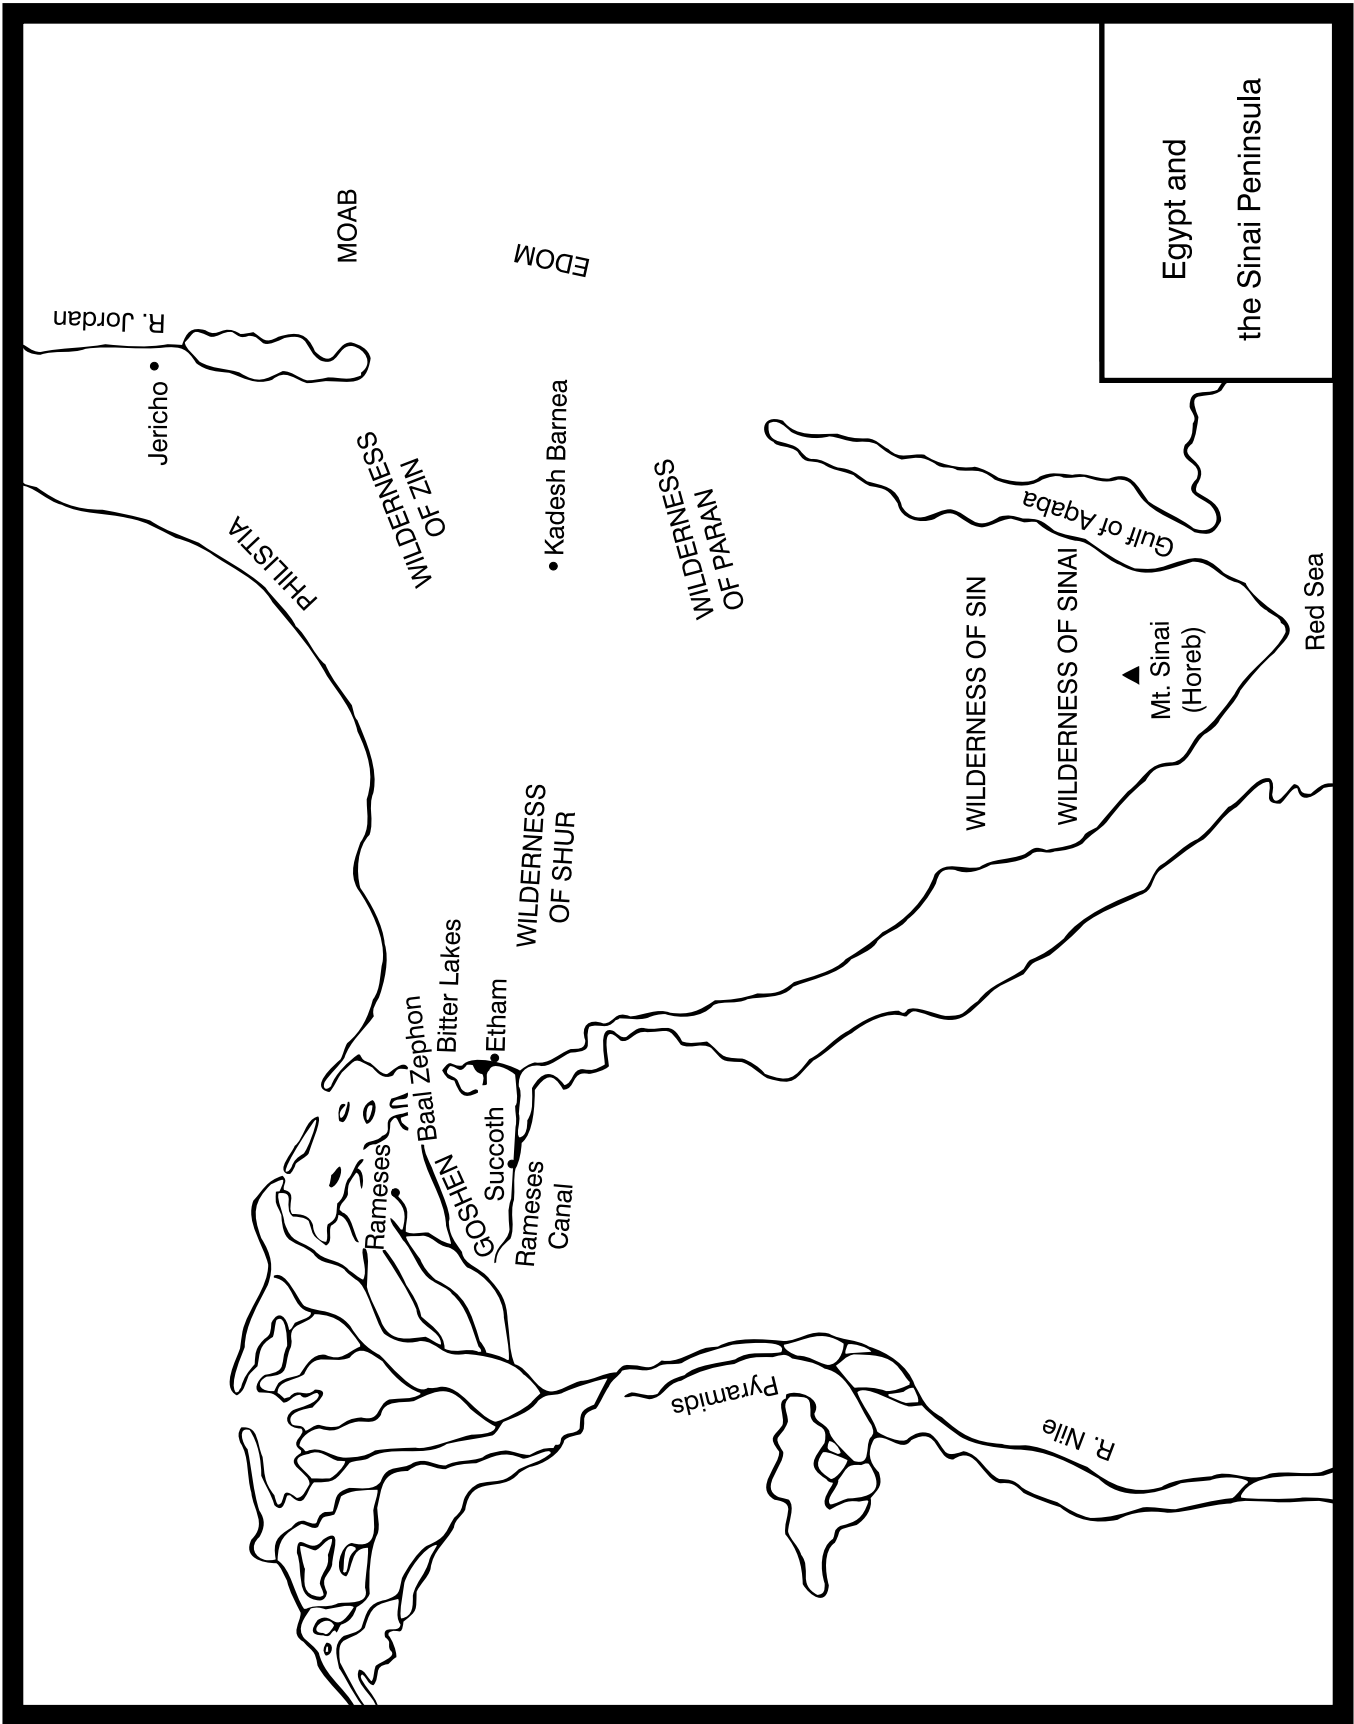 Egypt and
the Sinai Peninsula
R. Jordan
Jericho
MOAB
EDOM
PHILISTIA
WILDERNESS
OF ZIN
Kadesh Barnea
WILDERNESS
OF PARAN
Gulf of Aqaba
WILDERNESS OF SIN
WILDERNESS OF SINAI
Mt. Sinai
(Horeb)
Red Sea
WILDERNESS
OF SHUR
Bitter Lakes
Baal Zephon
Etham
Rameses
GOSHEN
Succoth
Rameses
Canal
Pyramids
R. Nile